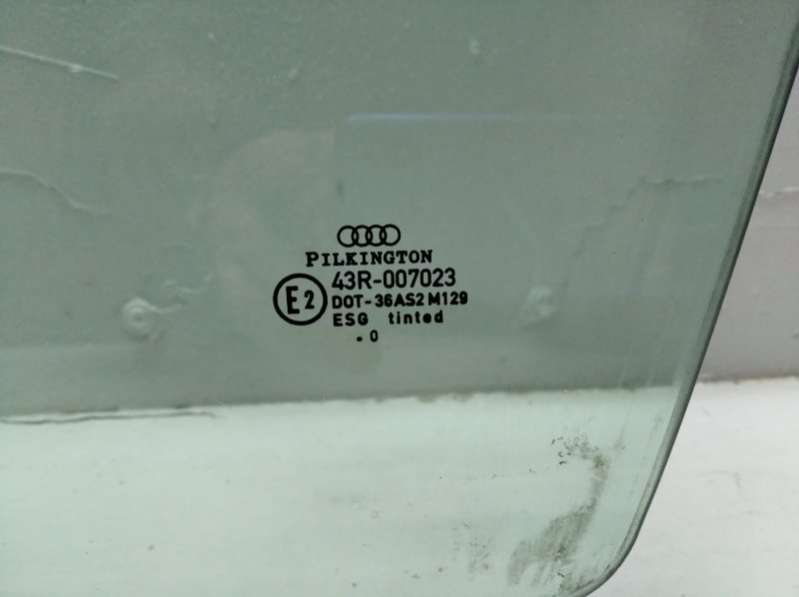 PILKINGTON
43R-007023
E2
DOT-36AS2 M129
ESG tinted
. 0